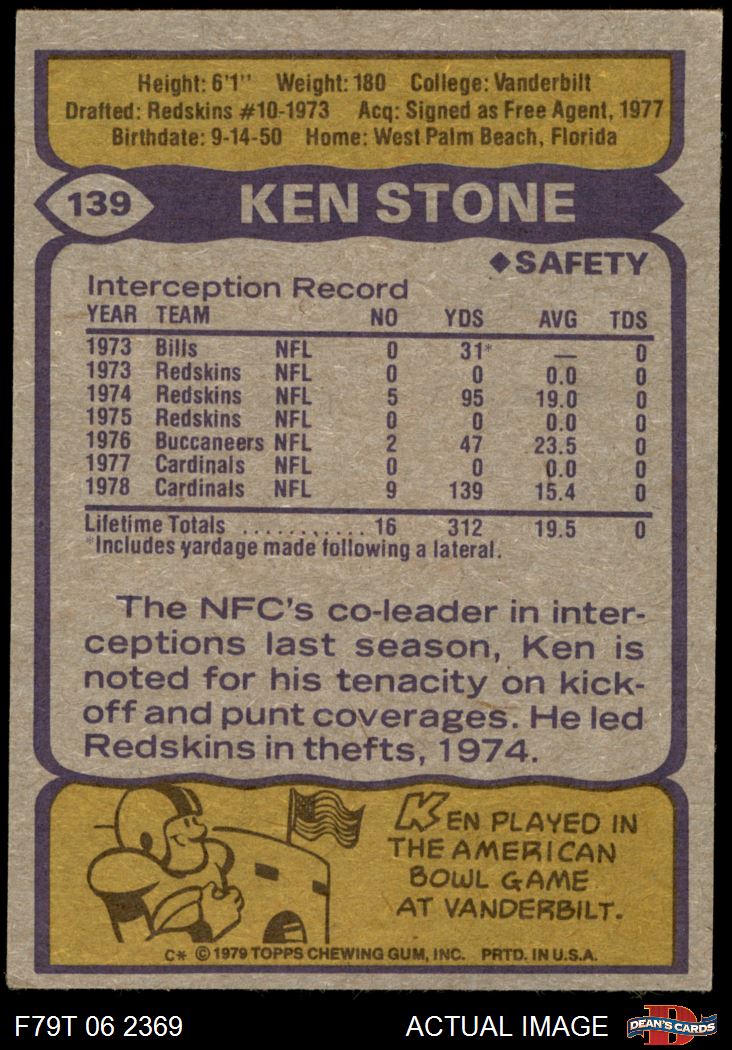 Height: 6'1" Weight: 180 College: Vanderbilt
Drafted: Redskins #10-1973 Acq: Signed as Free Agent, 1977
Birthdate: 9-14-50 Home: West Palm Beach, Florida
139 KEN STONE
◆SAFETY
Interception Record
YEAR TEAM NO YDS AVG TDS
1973 Bills NFL 0 31* — 0
1973 Redskins NFL 0 0 0.0 0
1974 Redskins NFL 5 95 19.0 0
1975 Redskins NFL 0 0 0.0 0
1976 Buccaneers NFL 2 47 23.5 0
1977 Cardinals NFL 0 0 0.0 0
1978 Cardinals NFL 9 139 15.4 0
Lifetime Totals ........... 16 312 19.5 0
*Includes yardage made following a lateral.
The NFC's co-leader in inter-
ceptions last season, Ken is
noted for his tenacity on kick-
off and punt coverages. He led
Redskins in thefts, 1974.
KEN PLAYED IN
THE AMERICAN
BOWL GAME
AT VANDERBILT.
C* © 1979 TOPPS CHEWING GUM, INC. PRTD. IN U.S.A.
F79T 06 2369 ACTUAL IMAGE D DEAN'S CARDS